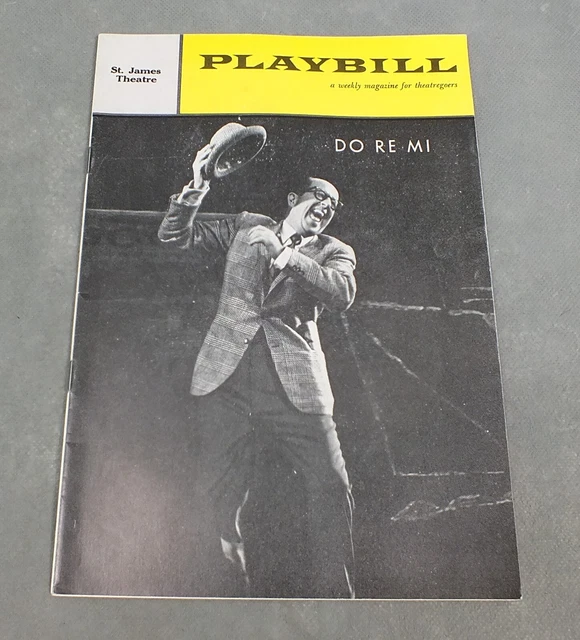 St. James
Theatre
PLAYBILL
a weekly magazine for theatregoers
DO RE MI